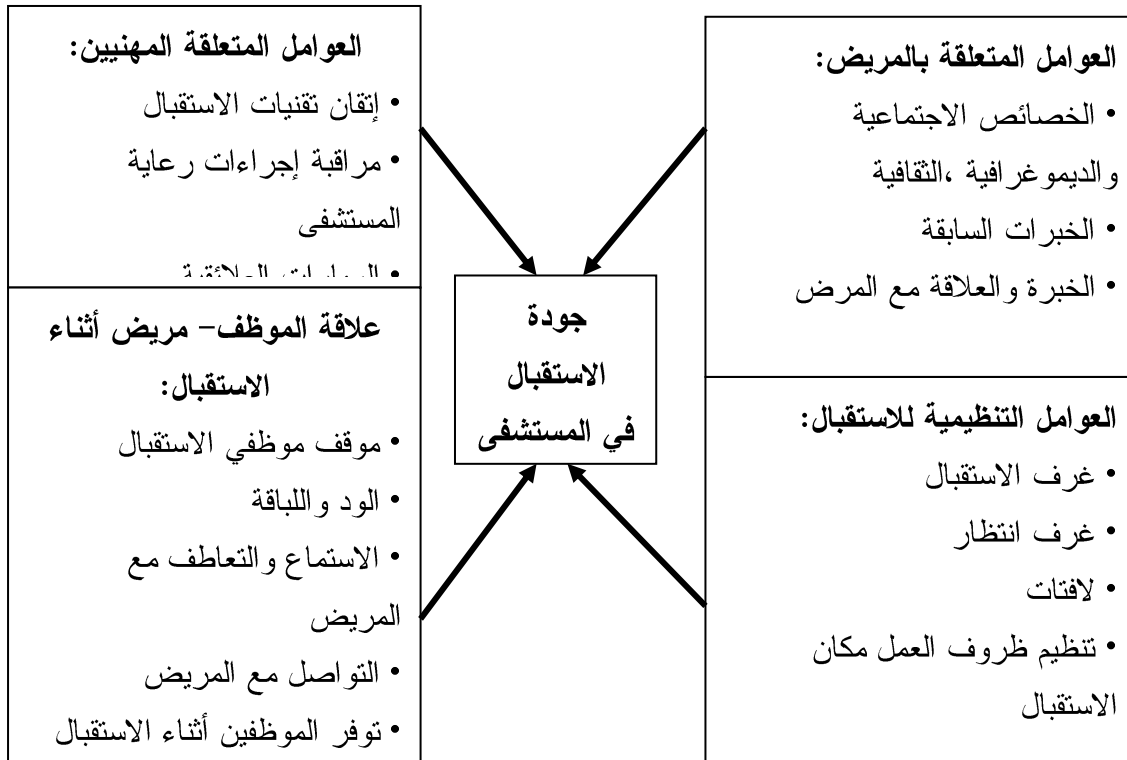 العوامل المتعلقة بالمريض:
• الخصائص الاجتماعية
والديموغرافية ،الثقافية
• الخبرات السابقة
• الخبرة والعلاقة مع المرض
العوامل المتعلقة المهنيين:
• إتقان تقنيات الاستقبال
• مراقبة إجراءات رعاية
المستشفى
جودة
الاستقبال
في المستشفى
العوامل التنظيمية للاستقبال:
• غرف الاستقبال
• غرف انتظار
• لافتات
• تنظيم ظروف العمل مكان
الاستقبال
علاقة الموظف– مريض أثناء
الاستقبال:
• موقف موظفي الاستقبال
• الود واللباقة
• الاستماع والتعاطف مع
المريض
• التواصل مع المريض
• توفر الموظفين أثناء الاستقبال